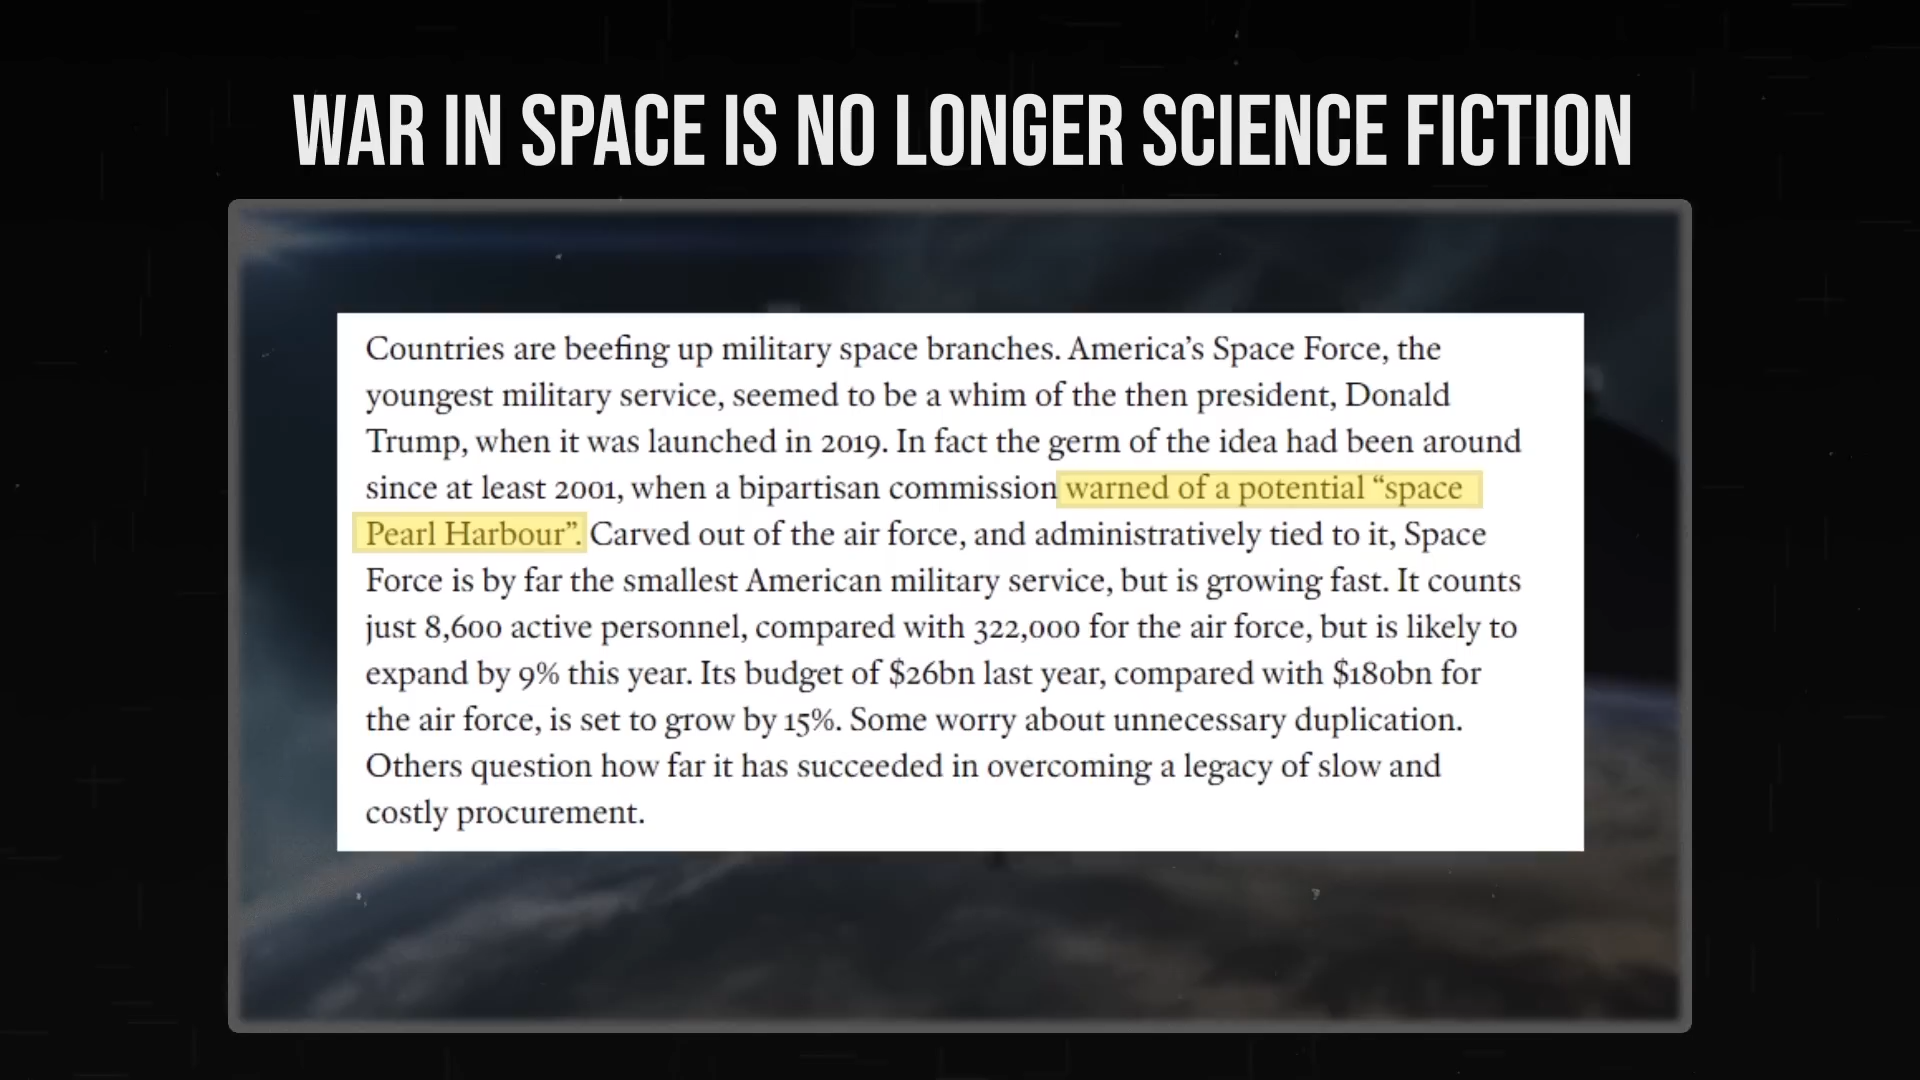 WAR IN SPACE IS NO LONGER SCIENCE FICTION
Countries are beefing up military space branches. America’s Space Force, the
youngest military service, seemed to be a whim of the then president, Donald
Trump, when it was launched in 2019. In fact the germ of the idea had been around
since at least 2001, when a bipartisan commission warned of a potential “space
Pearl Harbour”. Carved out of the air force, and administratively tied to it, Space
Force is by far the smallest American military service, but is growing fast. It counts
just 8,600 active personnel, compared with 322,000 for the air force, but is likely to
expand by 9% this year. Its budget of $26bn last year, compared with $180bn for
the air force, is set to grow by 15%. Some worry about unnecessary duplication.
Others question how far it has succeeded in overcoming a legacy of slow and
costly procurement.